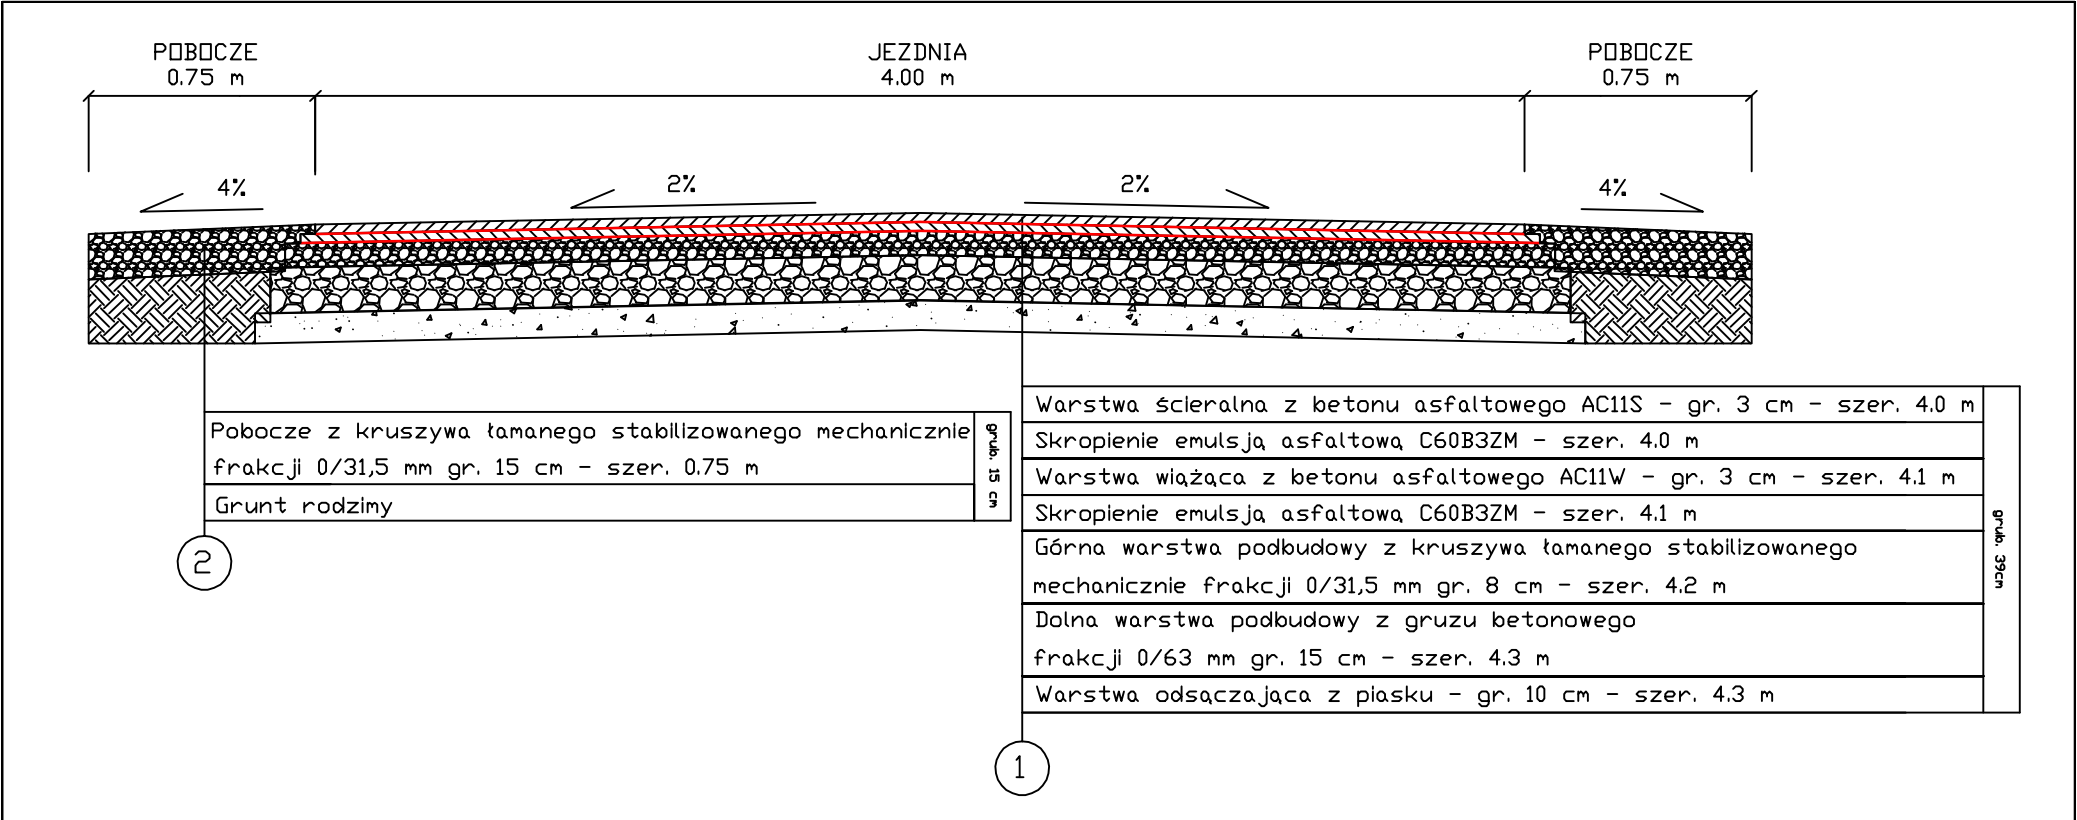 POBOCZE
0.75 m
JEZDNIA
4.00 m
POBOCZE
0.75 m
4%
2%
2%
4%
Pobocze z kruszywa łamanego stabilizowanego mechanicznie
frakcji 0/31,5 mm gr. 15 cm - szer. 0.75 m
Grunt rodzimy
grub. 15 cm
2
Warstwa ścieralna z betonu asfaltowego AC11S - gr. 3 cm - szer. 4.0 m
Skropienie emulsją asfaltową C60B3ZM - szer. 4.0 m
Warstwa wiążąca z betonu asfaltowego AC11W - gr. 3 cm - szer. 4.1 m
Skropienie emulsją asfaltową C60B3ZM - szer. 4.1 m
Górna warstwa podbudowy z kruszywa łamanego stabilizowanego
mechanicznie frakcji 0/31,5 mm gr. 8 cm - szer. 4.2 m
Dolna warstwa podbudowy z gruzu betonowego
frakcji 0/63 mm gr. 15 cm - szer. 4.3 m
Warstwa odsączająca z piasku - gr. 10 cm - szer. 4.3 m
grub. 39cm
1